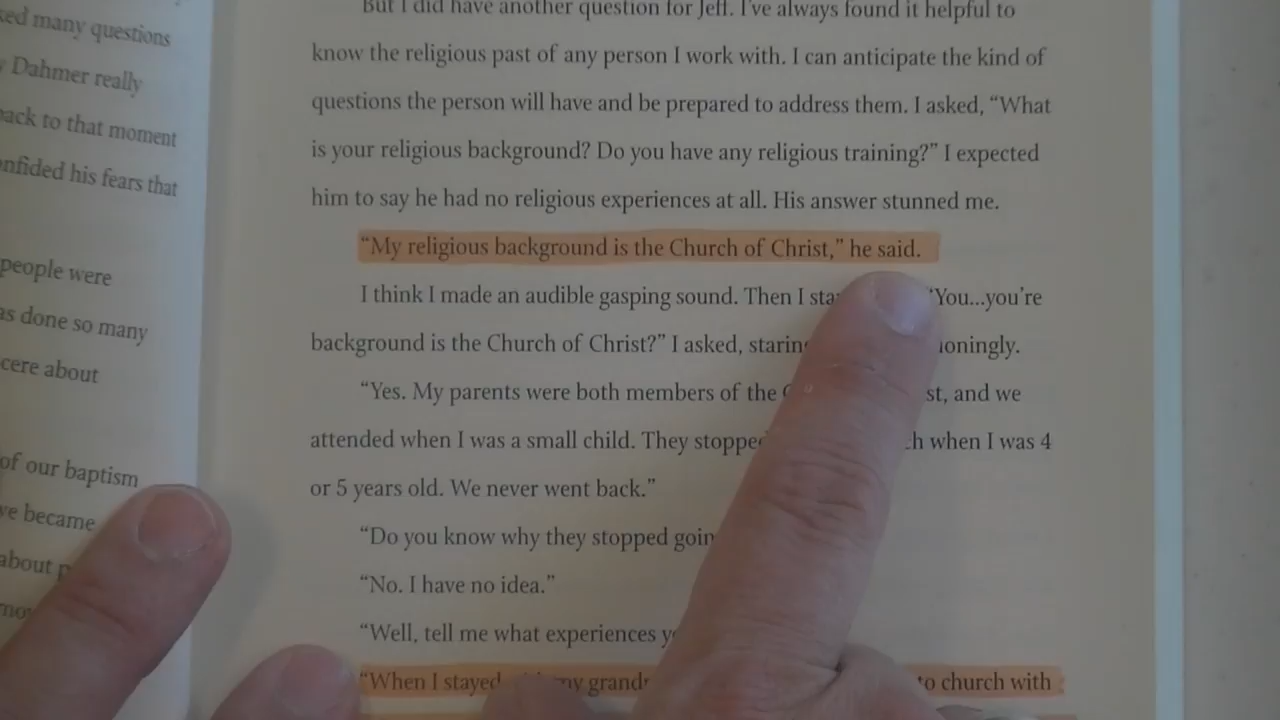 ked many questions
Dahmer really
back to that moment
nfided his fears that
people were
as done so many
cere about
of our baptism
ve became
about
But I did have another question for Jeff. I've always found it helpful to
know the religious past of any person I work with. I can anticipate the kind of
questions the person will have and be prepared to address them. I asked, “What
is your religious background? Do you have any religious training?” I expected
him to say he had no religious experiences at all. His answer stunned me.
“My religious background is the Church of Christ,” he said.
I think I made an audible gasping sound. Then I sta “You...you're
background is the Church of Christ?” I asked, staring ioningly.
“Yes. My parents were both members of the st, and we
attended when I was a small child. They stopped ch when I was 4
or 5 years old. We never went back.”
“Do you know why they stopped goin
“No. I have no idea.”
“Well, tell me what experiences
“When I stayed my grand to church with